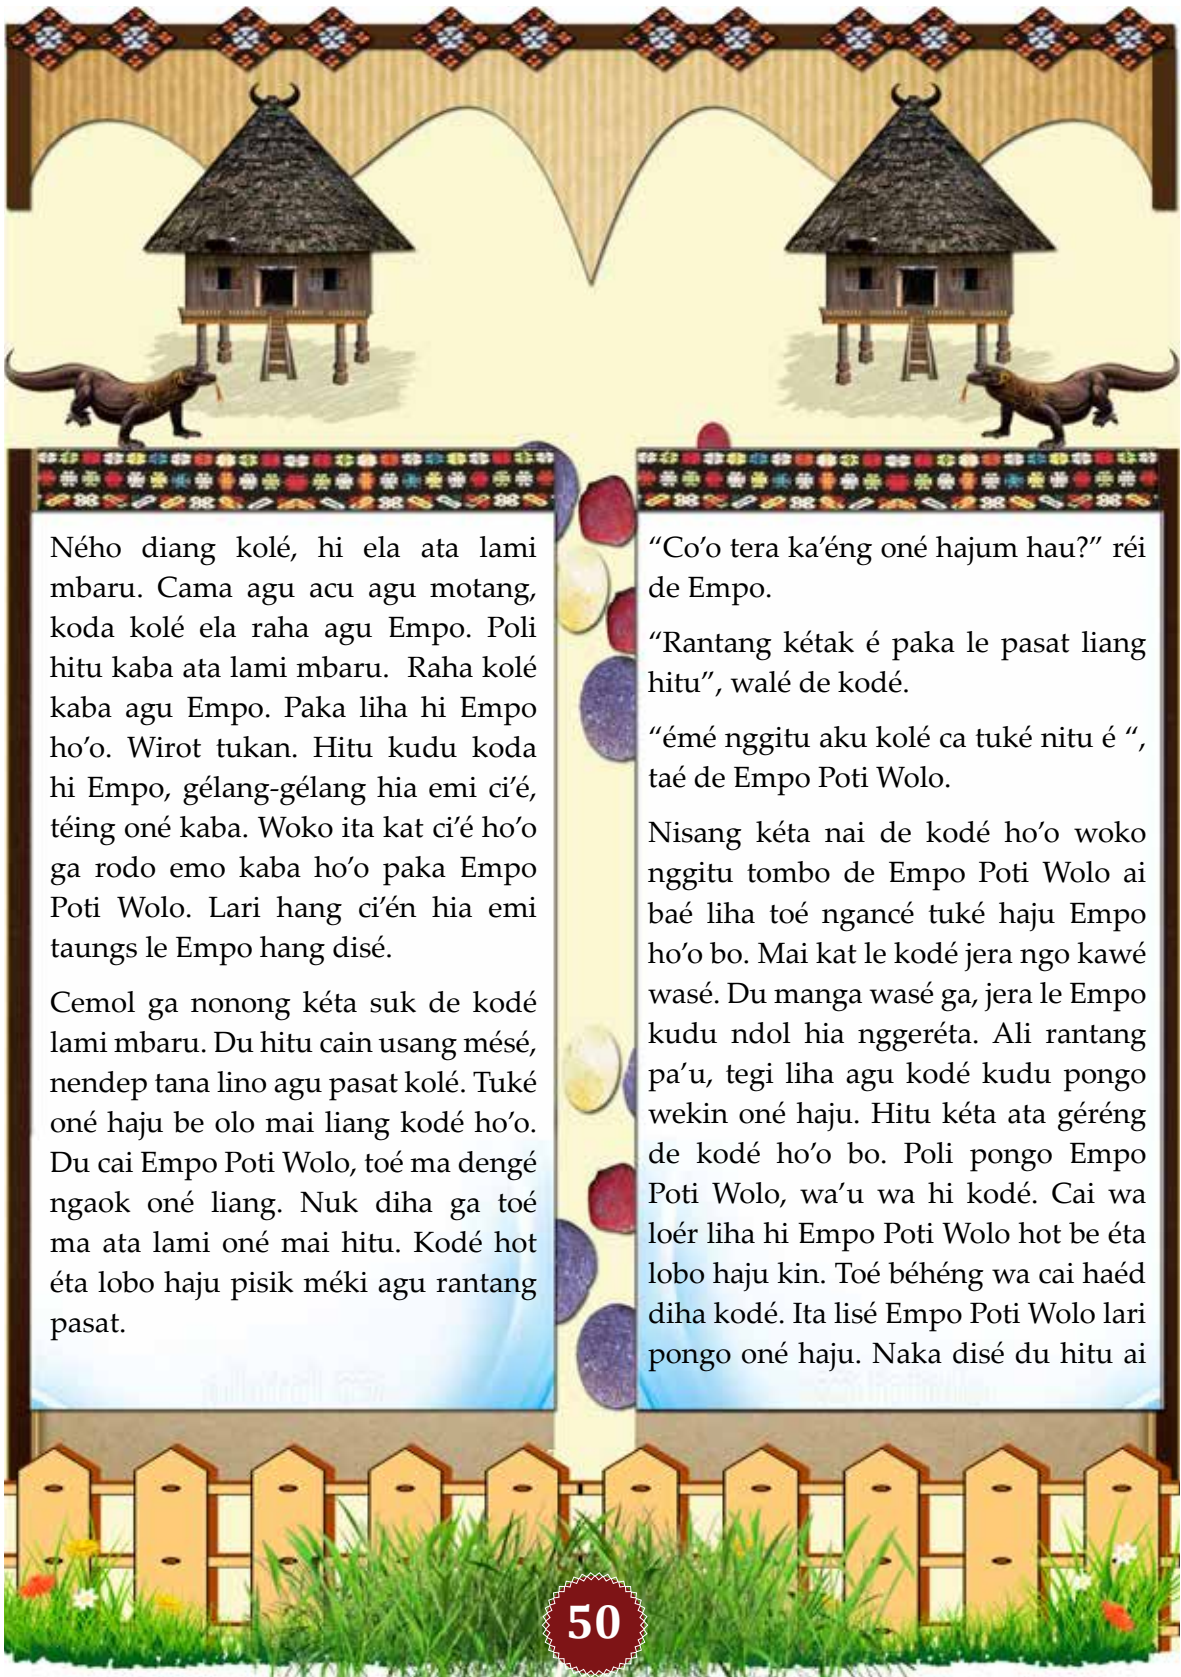 Ného diang kolé, hi ela ata lami
mbaru. Cama agu acu agu motang,
koda kolé ela raha agu Empo. Poli
hitu kaba ata lami mbaru. Raha kolé
kaba agu Empo. Paka liha hi Empo
ho’o. Wirot tukan. Hitu kudu koda
hi Empo, gélang-gélang hia emi ci’é,
téing oné kaba. Woko ita kat ci’é ho’o
ga rodo emo kaba ho’o paka Empo
Poti Wolo. Lari hang ci’én hia emi
taungs le Empo hang disé.
Cemol ga nonong kéta suk de kodé
lami mbaru. Du hitu cain usang mésé,
nendep tana lino agu pasat kolé. Tuké
oné haju be olo mai liang kodé ho’o.
Du cai Empo Poti Wolo, toé ma dengé
ngaok oné liang. Nuk diha ga toé
ma ata lami oné mai hitu. Kodé hot
éta lobo haju pisik méki agu rantang
pasat.
“Co’o tera ka’éng oné hajum hau?” réi
de Empo.
“Rantang kétak é paka le pasat liang
hitu”, walé de kodé.
“émé nggitu aku kolé ca tuké nitu é “,
taé de Empo Poti Wolo.
Nisang kéta nai de kodé ho’o woko
nggitu tombo de Empo Poti Wolo ai
baé liha toé ngancé tuké haju Empo
ho’o bo. Mai kat le kodé jera ngo kawé
wasé. Du manga wasé ga, jera le Empo
kudu ndol hia nggeréta. Ali rantang
pa’u, tegi liha agu kodé kudu pongo
wekin oné haju. Hitu kéta ata géréng
de kodé ho’o bo. Poli pongo Empo
Poti Wolo, wa’u wa hi kodé. Cai wa
loér liha hi Empo Poti Wolo hot be éta
lobo haju kin. Toé béhéng wa cai haéd
diha kodé. Ita lisé Empo Poti Wolo lari
pongo oné haju. Naka disé du hitu ai
50